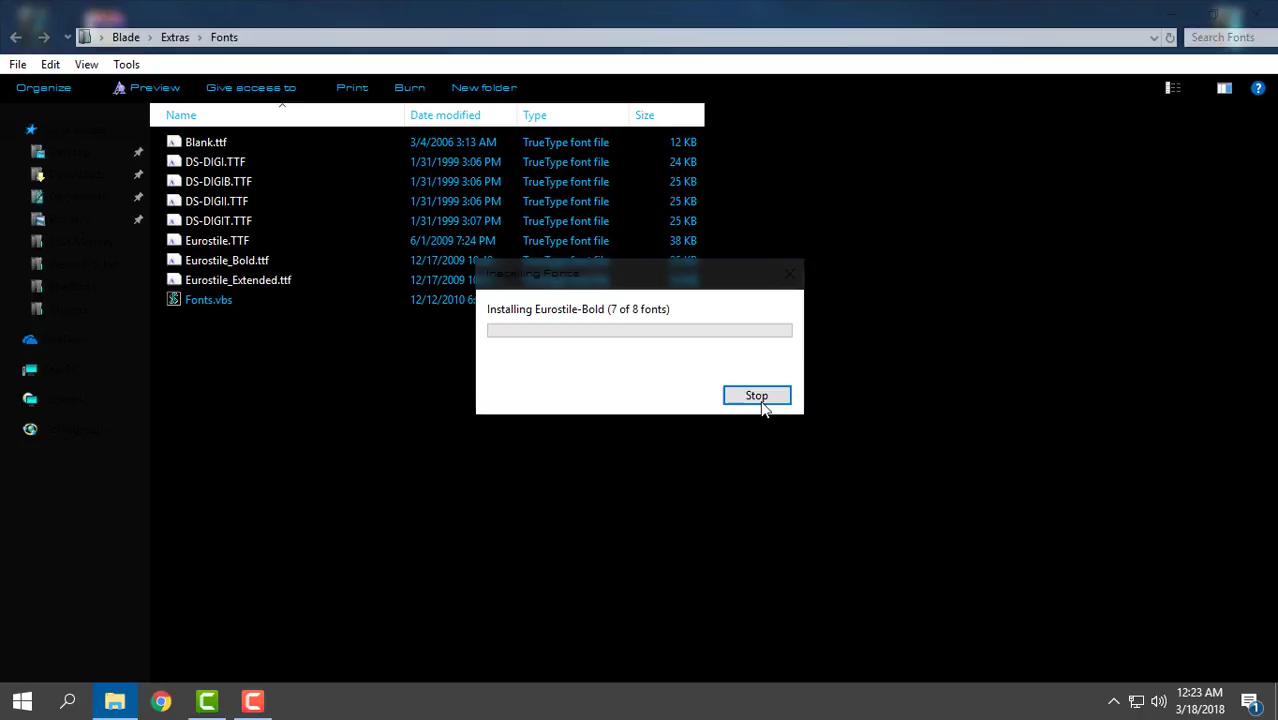 Blade > Extras > Fonts
Search Fonts
File Edit View Tools
Organize Preview Give access to Print Burn New folder
Name Date modified Type Size
Blank.ttf 3/4/2006 3:13 AM TrueType font file 12 KB
DS-DIGI.TTF 1/31/1999 3:06 PM TrueType font file 24 KB
DS-DIGIB.TTF 1/31/1999 3:06 PM TrueType font file 25 KB
DS-DIGII.TTF 1/31/1999 3:06 PM TrueType font file 25 KB
DS-DIGIT.TTF 1/31/1999 3:07 PM TrueType font file 25 KB
Eurostile.TTF 6/1/2009 7:24 PM TrueType font file 38 KB
Eurostile_Bold.ttf 12/17/2009
Eurostile_Extended.ttf 12/17/2009
Fonts.vbs 12/12/2010
Installing Fonts
Installing Eurostile-Bold (7 of 8 fonts)
Stop
12:23 AM
3/18/2018
1